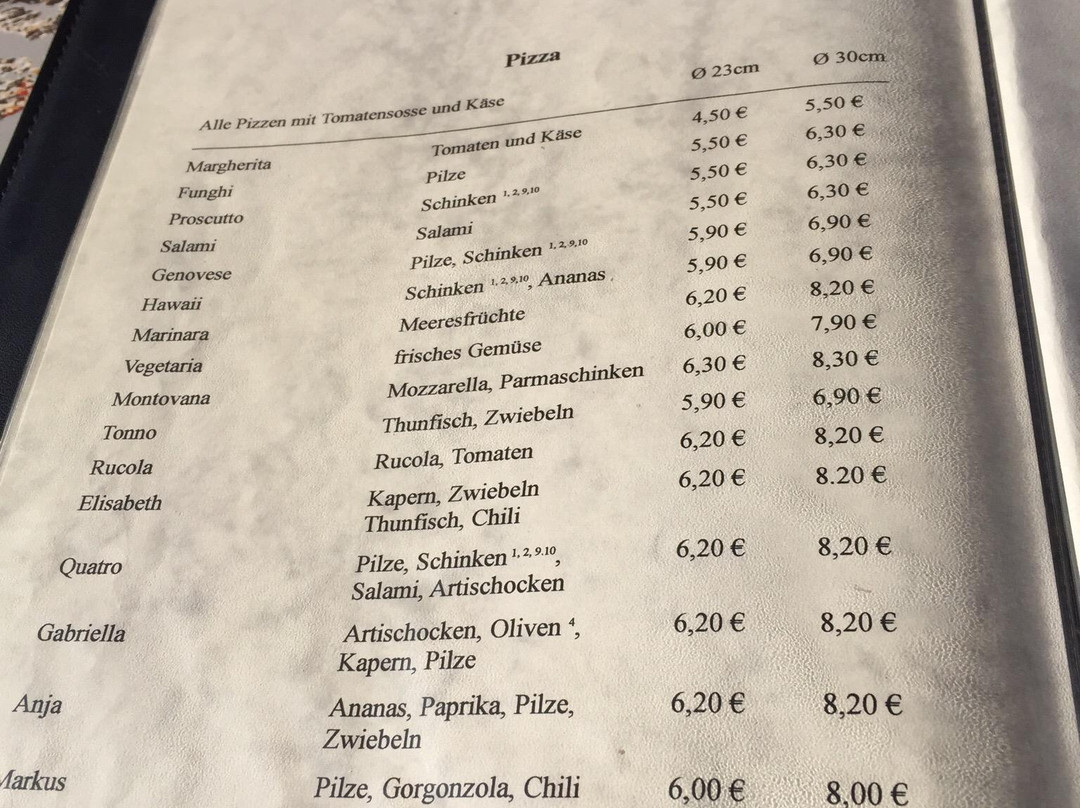 Pizza
Ø 23cm Ø 30cm
Alle Pizzen mit Tomatensosse und Käse
Margherita Tomaten und Käse 4,50 € 5,50 €
Funghi Pilze 5,50 € 6,30 €
Proscutto Schinken 1, 2, 9,10 5,50 € 6,30 €
Salami Salami 5,50 € 6,30 €
Genovese Pilze, Schinken 1, 2,9,10 5,90 € 6,90 €
Hawaii Schinken 1, 2,9,10, Ananas 5,90 € 6,90 €
Marinara Meeresfrüchte 6,20 € 8,20 €
Vegetaria frisches Gemüse 6,00 € 7,90 €
Montovana Mozzarella, Parmaschinken 6,30 € 8,30 €
Tonno Thunfisch, Zwiebeln 5,90 € 6,90 €
Rucola Rucola, Tomaten 6,20 € 8,20 €
Elisabeth Kapern, Zwiebeln 6,20 € 8.20 €
Thunfisch, Chili
Quatro Pilze, Schinken 1, 2, 9.10, 6,20 € 8,20 €
Salami, Artischocken
Gabriella Artischocken, Oliven 4, 6,20 € 8,20 €
Kapern, Pilze
Anja Ananas, Paprika, Pilze, 6,20 € 8,20 €
Zwiebeln
Markus Pilze, Gorgonzola, Chili 6,00 € 8,00 €